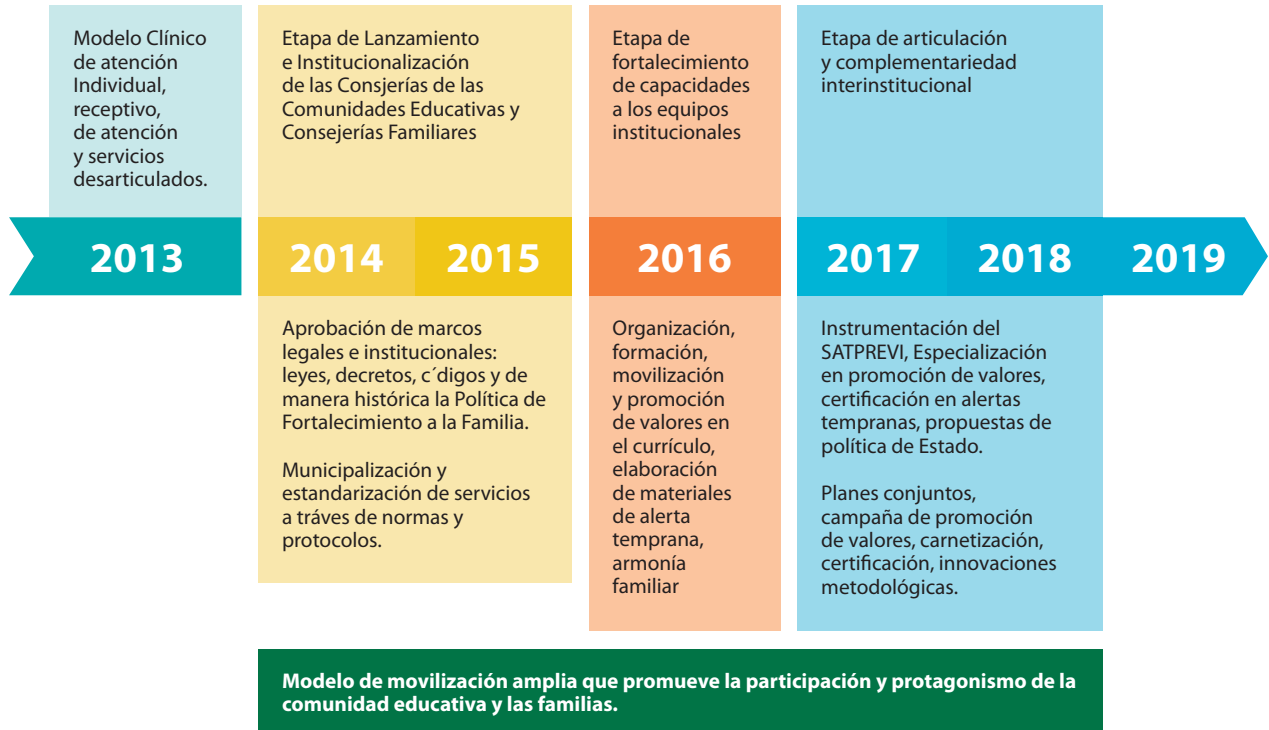 Modelo Clínico
de atención
Individual,
receptivo,
de atención
y servicios
desarticulados.
Etapa de Lanzamiento
e Institucionalización
de las Consjerías de las
Comunidades Educativas y
Consejerías Familiares
Etapa de
fortalecimiento
de capacidades
a los equipos
institucionales
Etapa de articulación
y complementariedad
interinstitucional
2013
2014
2015
2016
2017
2018
2019
Aprobación de marcos
legales e institucionales:
leyes, decretos, c´digos y de
manera histórica la Política de
Fortalecimiento a la Familia.
Municipalización y
estandarización de servicios
a tráves de normas y
protocolos.
Organización,
formación,
movilización
y promoción
de valores en
el currículo,
elaboración
de materiales
de alerta
temprana,
armonía
familiar
Instrumentación del
SATPREVI, Especialización
en promoción de valores,
certificación en alertas
tempranas, propuestas de
política de Estado.
Planes conjuntos,
campaña de promoción
de valores, carnetización,
certificación, innovaciones
metodológicas.
Modelo de movilización amplia que promueve la participación y protagonismo de la
comunidad educativa y las familias.